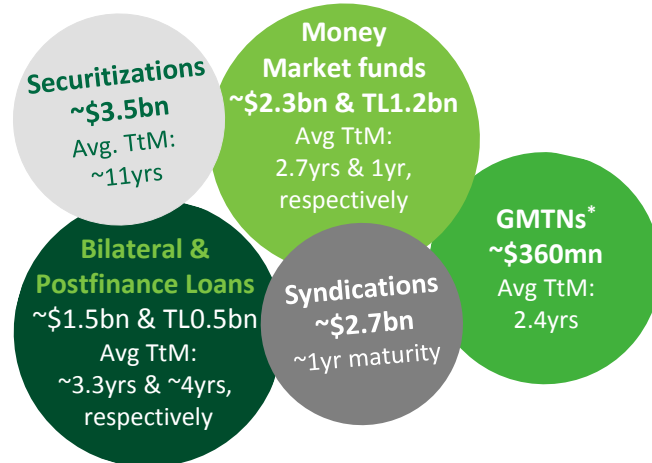 Securitizations
~$3.5bn
Avg. TtM:
~11yrs
Money
Market funds
~$2.3bn & TL1.2bn
Avg TtM:
2.7yrs & 1yr,
respectively
GMTNs*
~$360mn
Avg TtM:
2.4yrs
Bilateral &
Postfinance Loans
~$1.5bn & TL0.5bn
Avg TtM:
~3.3yrs & ~4yrs,
respectively
Syndications
~$2.7bn
~1yr maturity